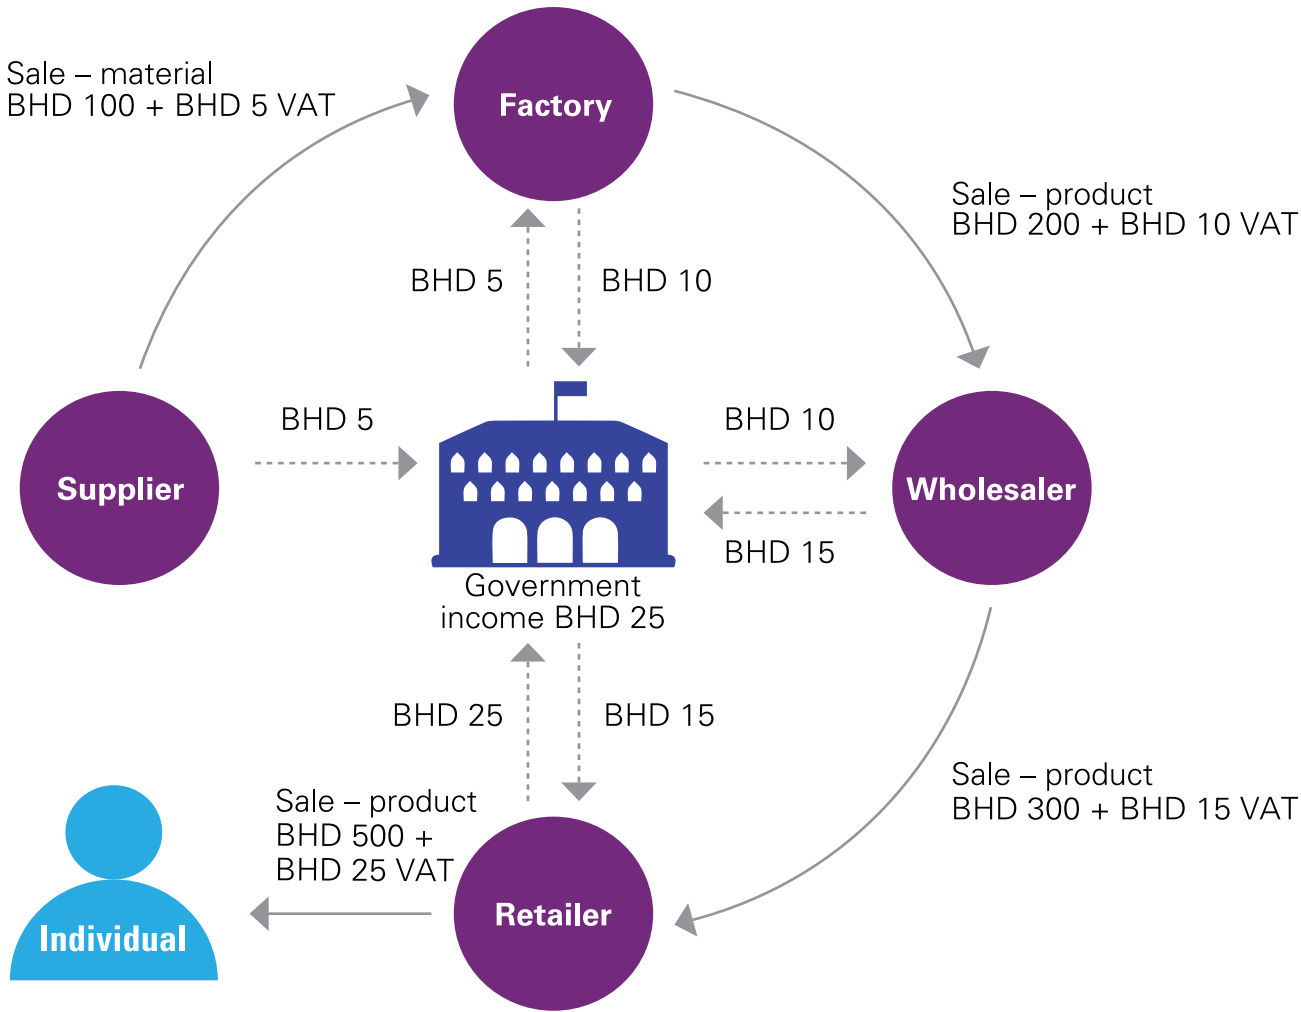 Sale – material
BHD 100 + BHD 5 VAT
Factory
Sale – product
BHD 200 + BHD 10 VAT
BHD 5
BHD 10
BHD 5
BHD 10
Supplier
Wholesaler
BHD 15
Government
income BHD 25
BHD 25
BHD 15
Sale – product
BHD 300 + BHD 15 VAT
Sale – product
BHD 500 +
BHD 25 VAT
Retailer
Individual